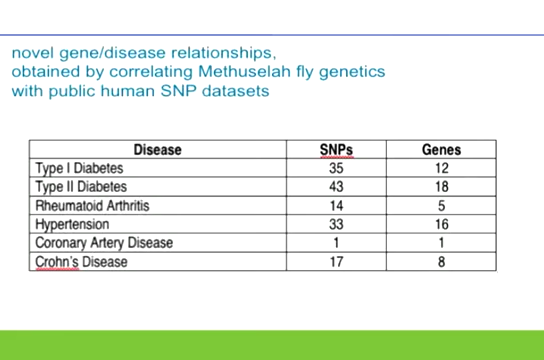 novel gene/disease relationships,
obtained by correlating Methuselah fly genetics
with public human SNP datasets
Disease SNPs Genes
Type I Diabetes 35 12
Type II Diabetes 43 18
Rheumatoid Arthritis 14 5
Hypertension 33 16
Coronary Artery Disease 1 1
Crohn's Disease 17 8